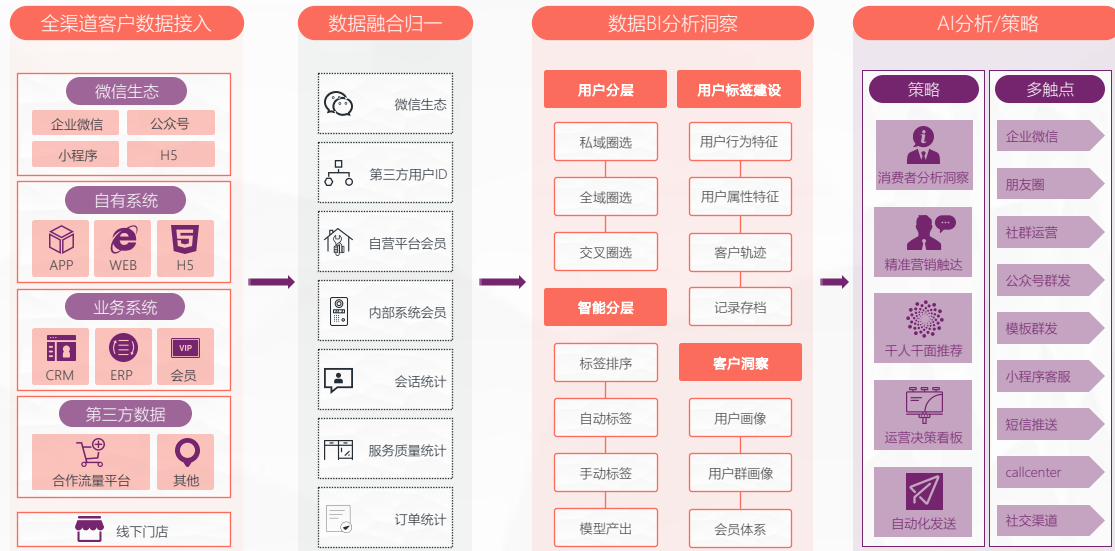 全渠道客户数据接入
微信生态
企业微信
公众号
小程序
H5
自有系统
APP
WEB
H5
业务系统
CRM
ERP
VIP
会员
第三方数据
合作流量平台
其他
线下门店
数据融合归一
微信生态
第三方用户ID
自营平台会员
内部系统会员
会话统计
服务质量统计
订单统计
数据BI分析洞察
用户分层
私域圈选
全域圈选
交叉圈选
智能分层
标签排序
自动标签
手动标签
模型产出
用户标签建设
用户行为特征
用户属性特征
客户轨迹
记录存档
客户洞察
用户画像
用户群画像
会员体系
AI分析/策略
策略
消费者分析洞察
精准营销触达
千人千面推荐
运营决策看板
自动化发送
多触点
企业微信
朋友圈
社群运营
公众号群发
模板群发
小程序客服
短信推送
callcenter
社交渠道